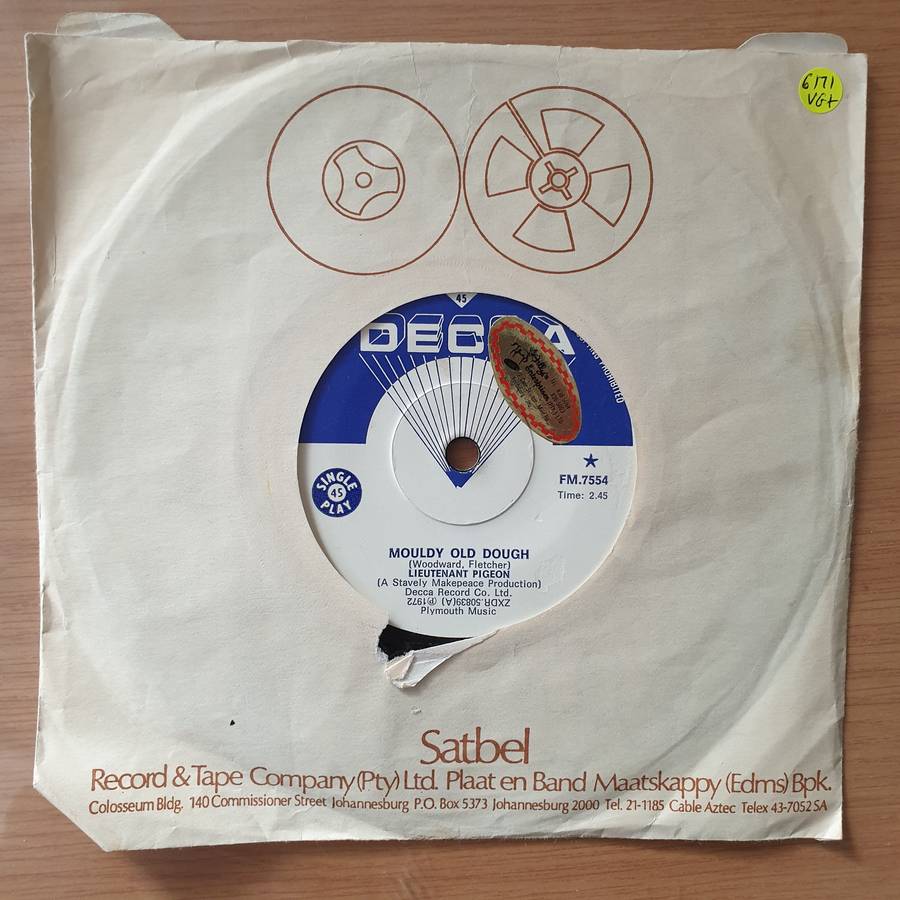 6171
VG+
45
DECCA
PROHIBITED
SINGLE
45
PLAY
FM.7554
Time: 2.45
MOULDY OLD DOUGH
(Woodward, Fletcher)
LIEUTENANT PIGEON
(A Stavely Makepeace Production)
Decca Record Co. Ltd.
ZXDR.50839(A) ℗1972
Plymouth Music
Satbel
Record & Tape Company (Pty) Ltd. Plaat en Band Maatskappy (Edms) Bpk.
Colosseum Bldg. 140 Commissioner Street Johannesburg P.O. Box 5373 Johannesburg 2000 Tel. 21-1185 Cable Aztec Telex 43-7052 SA